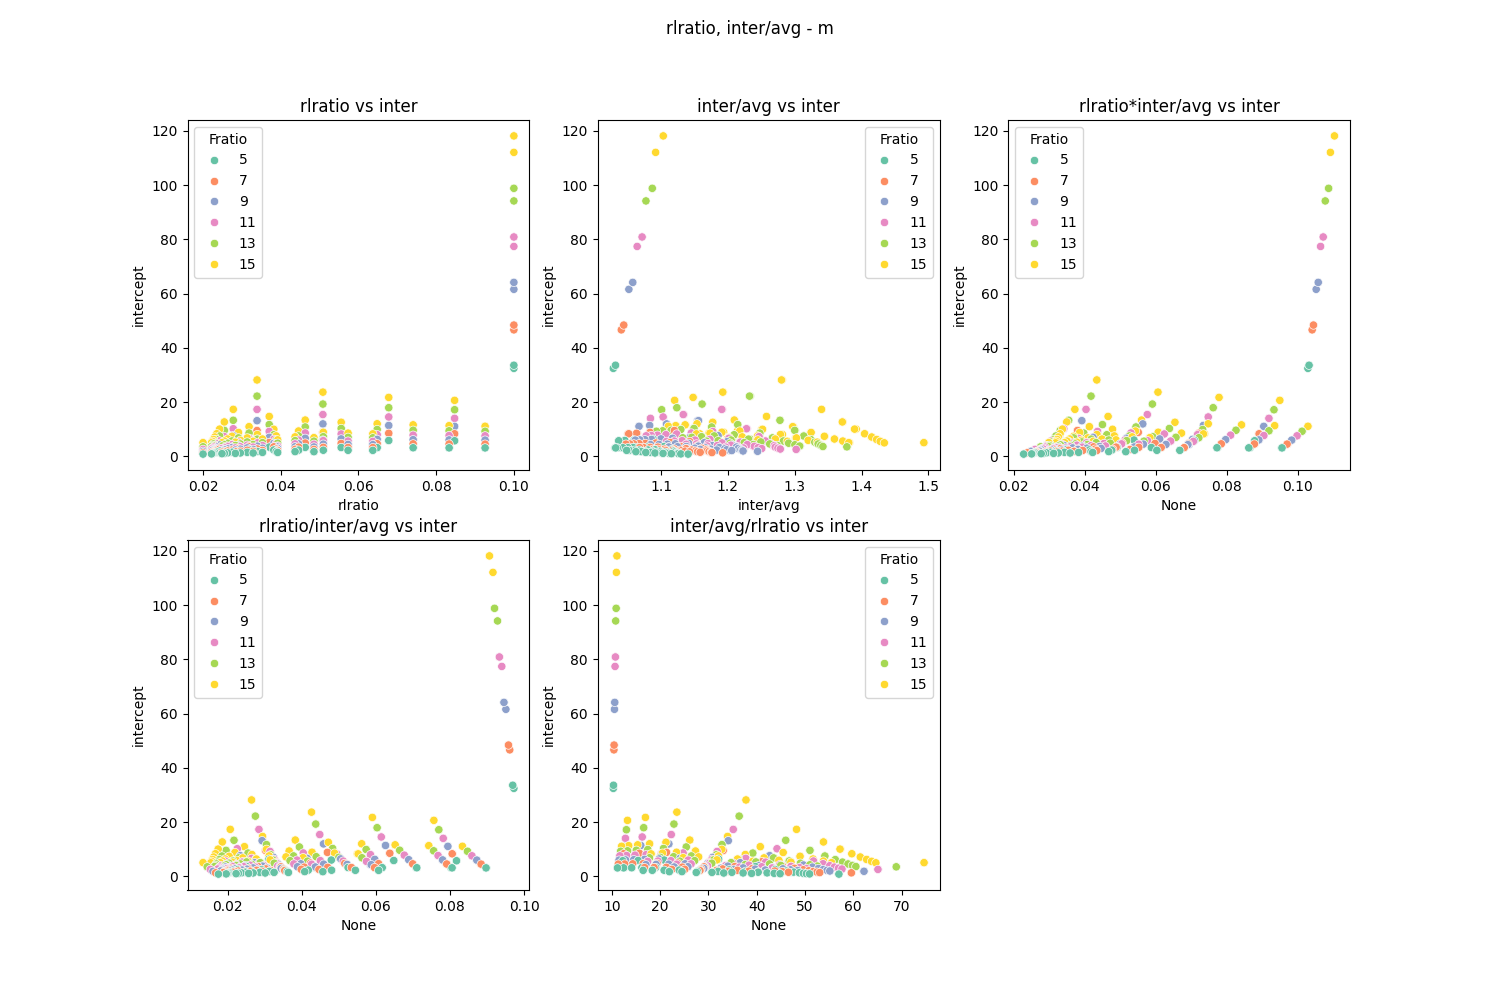 rlratio, inter/avg - m
rlratio vs inter
120
100
80
60
40
20
0
intercept
Fratio
5
7
9
11
13
15
0.02 0.04 0.06 0.08 0.10
rlratio
inter/avg vs inter
120
100
80
60
40
20
0
intercept
Fratio
5
7
9
11
13
15
1.1 1.2 1.3 1.4 1.5
inter/avg
rlratio*inter/avg vs inter
120
100
80
60
40
20
0
intercept
Fratio
5
7
9
11
13
15
0.02 0.04 0.06 0.08 0.10
None
rlratio/inter/avg vs inter
120
100
80
60
40
20
0
intercept
Fratio
5
7
9
11
13
15
0.02 0.04 0.06 0.08 0.10
None
inter/avg/rlratio vs inter
120
100
80
60
40
20
0
intercept
Fratio
5
7
9
11
13
15
10 20 30 40 50 60 70
None